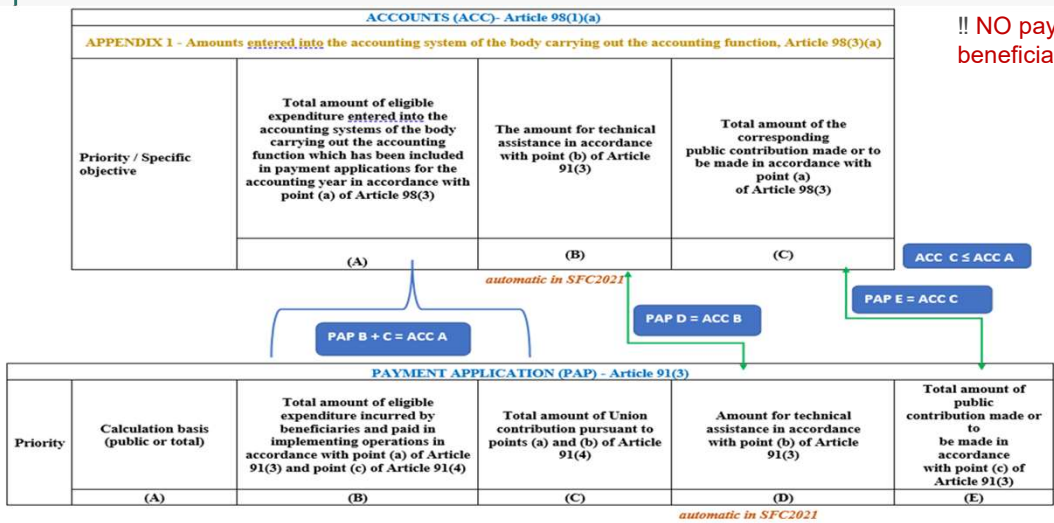 ACCOUNTS (ACC)- Article 98(1)(a)
APPENDIX 1 - Amounts entered into the accounting system of the body carrying out the accounting function, Article 98(3)(a)
!! NO pay
beneficia
Priority / Specific
objective
Total amount of eligible
expenditure entered into the
accounting systems of the body
carrying out the accounting
function which has been included
in payment applications for the
accounting year in accordance with
point (a) of Article 98(3)
The amount for technical
assistance in accordance
with point (b) of Article
91(3)
Total amount of the
corresponding
public contribution made or to
be made in accordance with
point (a)
of Article 98(3)
(A)
(B)
(C)
ACC C ≤ ACC A
automatic in SFC2021
PAP E = ACC C
PAP D = ACC B
PAP B + C = ACC A
PAYMENT APPLICATION (PAP) - Article 91(3)
Priority
Calculation basis
(public or total)
Total amount of eligible
expenditure incurred by
beneficiaries and paid in
implementing operations in
accordance with point (a) of Article
91(3) and point (c) of Article 91(4)
Total amount of Union
contribution pursuant to
points (a) and (b) of Article
91(4)
Amount for technical
assistance in accordance
with point (b) of Article
91(3)
Total amount of
public
contribution made or
to
be made in
accordance
with point (c) of
Article 91(3)
(A)
(B)
(C)
(D)
(E)
automatic in SFC2021